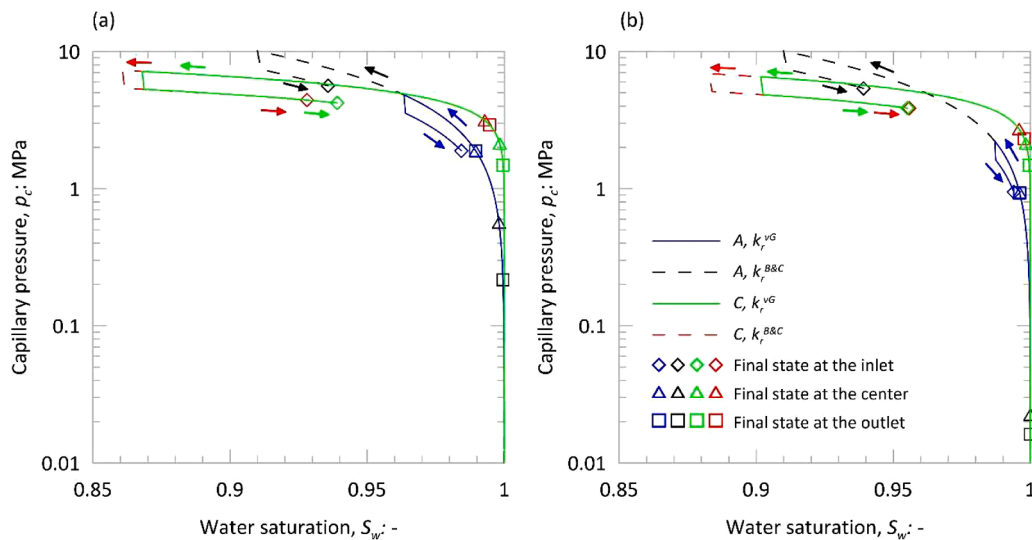 (a)
10
1
0.1
0.01
Capillary pressure, p_c: MPa
0.85
0.9
0.95
1
Water saturation, S_w: -
(b)
10
1
0.1
0.01
Capillary pressure, p_c: MPa
A, k_r^vG
A, k_r^B&C
C, k_r^vG
C, k_r^B&C
Final state at the inlet
Final state at the center
Final state at the outlet
0.85
0.9
0.95
1
Water saturation, S_w: -